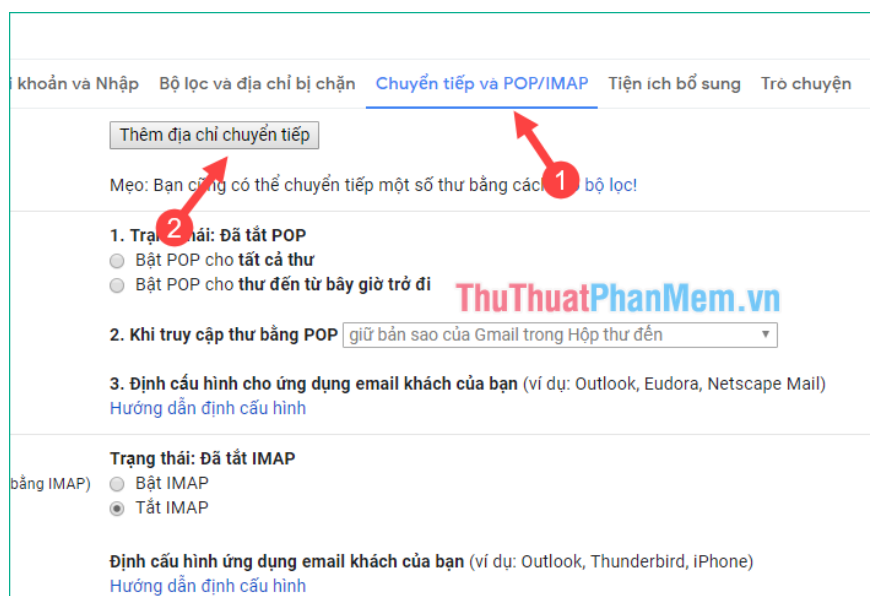 i khoản và Nhập Bộ lọc và địa chỉ bị chặn Chuyển tiếp và POP/IMAP Tiện ích bổ sung Trò chuyện
Thêm địa chỉ chuyển tiếp
Mẹo: Bạn cũng có thể chuyển tiếp một số thư bằng cách bộ lọc!
1
2
1. Trạng thái: Đã tắt POP
Bật POP cho tất cả thư
Bật POP cho thư đến từ bây giờ trở đi
ThuThuatPhanMem.vn
2. Khi truy cập thư bằng POP giữ bản sao của Gmail trong Hộp thư đến
3. Định cấu hình cho ứng dụng email khách của bạn (ví dụ: Outlook, Eudora, Netscape Mail)
Hướng dẫn định cấu hình
Trạng thái: Đã tắt IMAP
bằng IMAP) Bật IMAP
Tắt IMAP
Định cấu hình ứng dụng email khách của bạn (ví dụ: Outlook, Thunderbird, iPhone)
Hướng dẫn định cấu hình